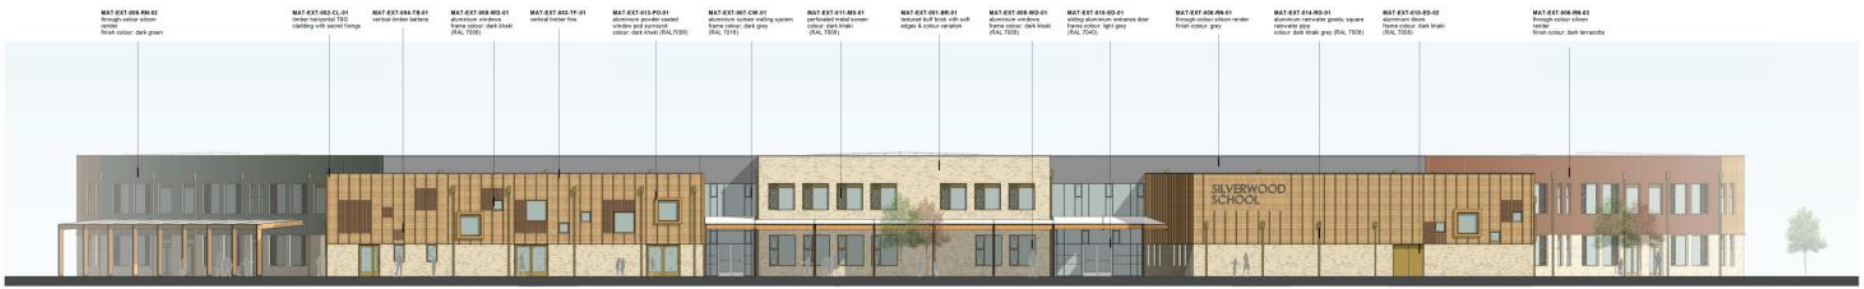 MAT-EXT-006-RN-02
through-colour silicon
render
finish colour: dark green
MAT-EXT-002-CL-01
timber horizontal T&G
cladding with secret fixings
MAT-EXT-004-TB-01
vertical timber battens
MAT-EXT-008-WD-01
aluminium windows
frame colour: dark khaki
(RAL 7008)
MAT-EXT-003-TF-01
vertical timber fins
MAT-EXT-013-PO-01
aluminium powder coated
window pod surround
colour: dark khaki (RAL7008)
MAT-EXT-007-CW-01
aluminium curtain walling system
frame colour: dark grey
(RAL 7016)
MAT-EXT-011-MS-01
perforated metal screen
colour: dark khaki
(RAL 7008)
MAT-EXT-001-BR-01
textured buff brick with soft
edges & colour variation
MAT-EXT-008-WD-01
aluminium windows
frame colour: dark khaki
(RAL 7008)
MAT-EXT-010-ED-01
sliding aluminium entrance door
frame colour: light grey
(RAL 7040)
MAT-EXT-006-RN-01
through-colour silicon render
finish colour: grey
MAT-EXT-014-RG-01
aluminium rainwater goods; square
rainwater pipe
colour: dark khaki grey (RAL 7008)
MAT-EXT-010-ED-02
aluminium doors
frame colour: dark khaki
(RAL 7008)
MAT-EXT-006-RN-03
through-colour silicon
render
finish colour: dark terracotta
SILVERWOOD
SCHOOL